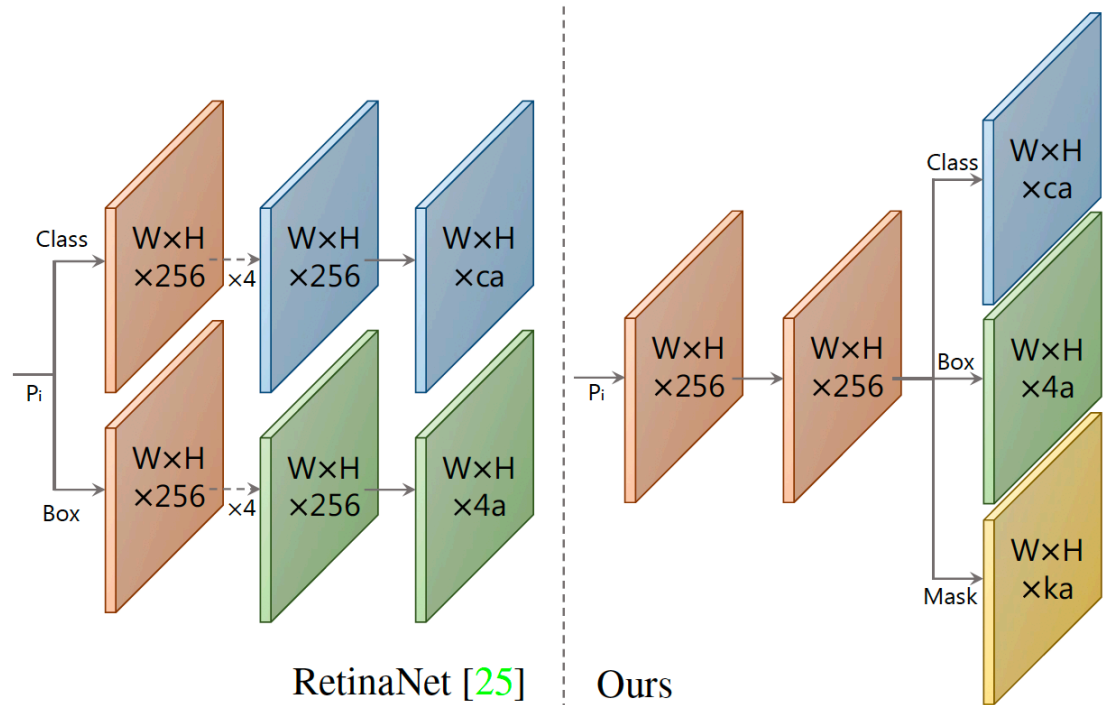 Class
W×H
×256
×4
W×H
×256
W×H
×ca
Pᵢ
Box
W×H
×256
×4
W×H
×256
W×H
×4a
RetinaNet [25]
Pᵢ
W×H
×256
W×H
×256
Class
W×H
×ca
Box
W×H
×4a
Mask
W×H
×ka
Ours